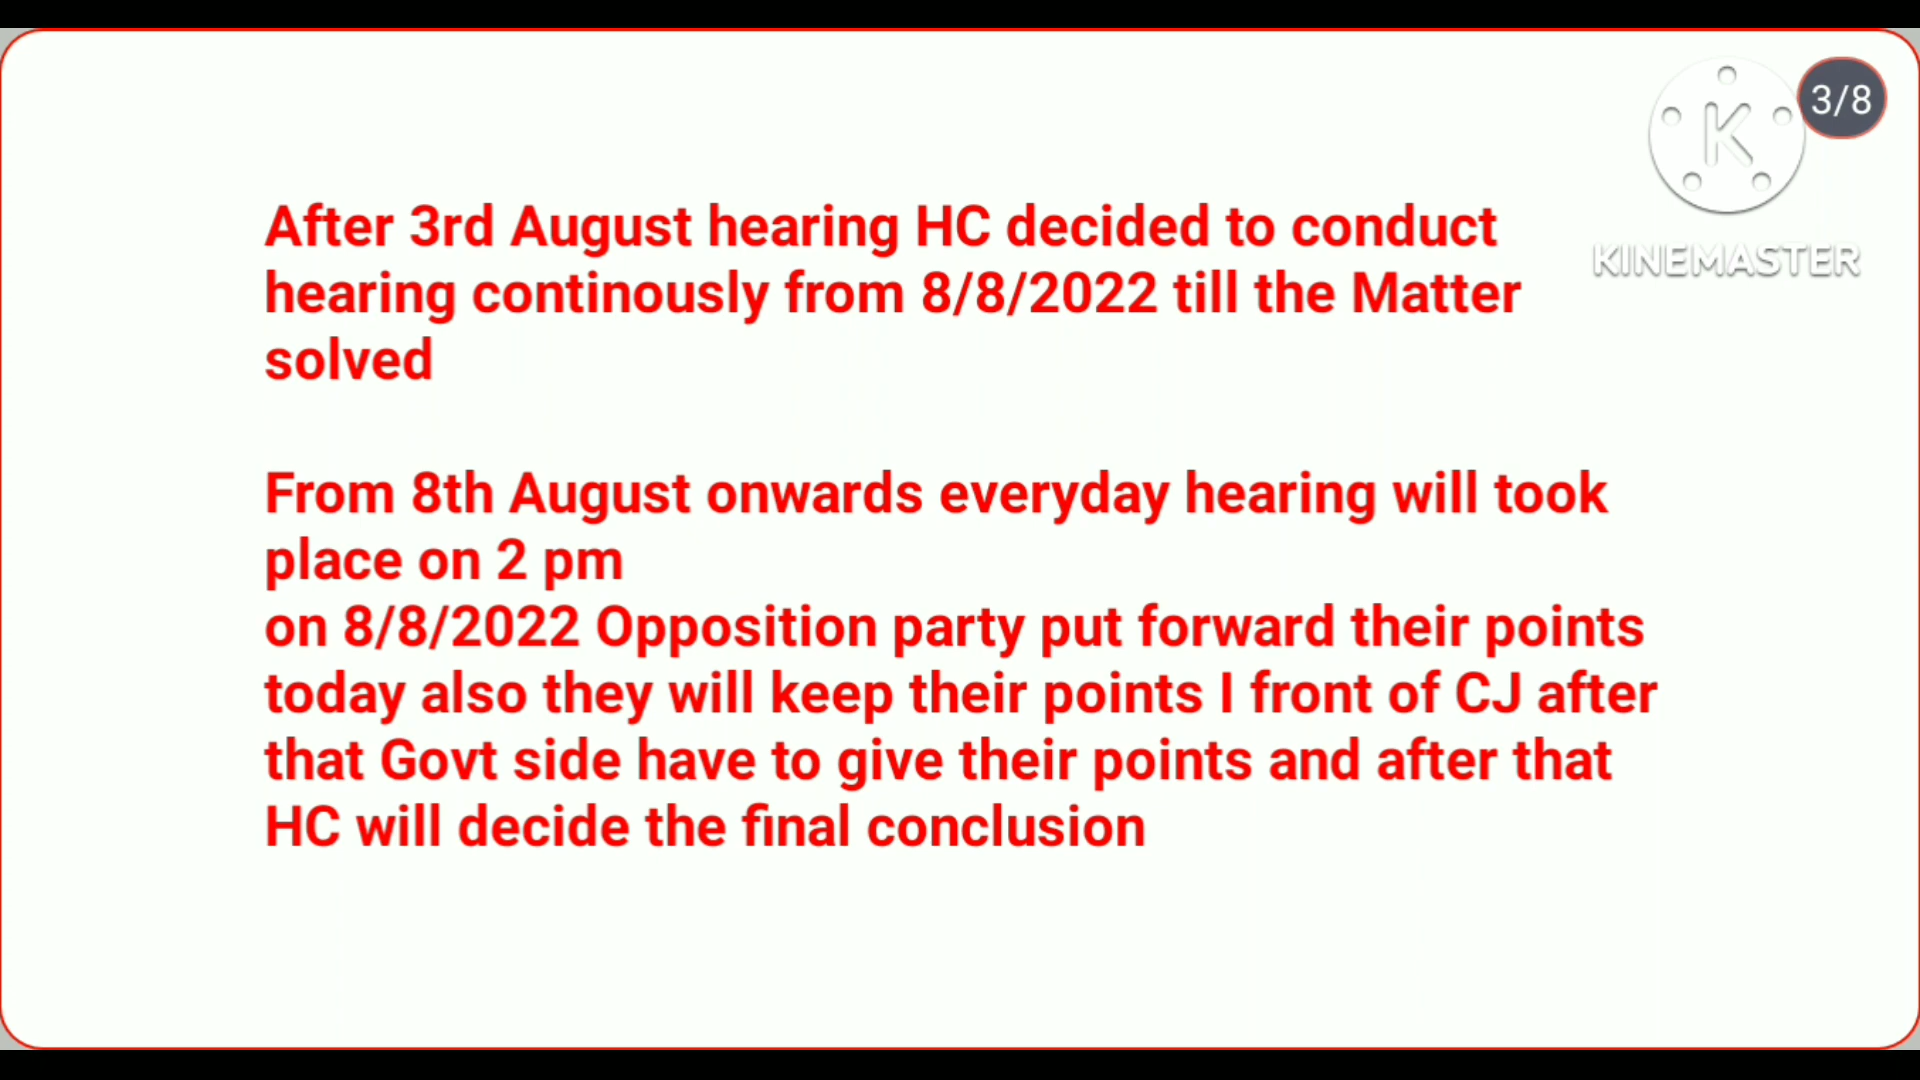 3/8
KINEMASTER
After 3rd August hearing HC decided to conduct
hearing continously from 8/8/2022 till the Matter
solved
From 8th August onwards everyday hearing will took
place on 2 pm
on 8/8/2022 Opposition party put forward their points
today also they will keep their points I front of CJ after
that Govt side have to give their points and after that
HC will decide the final conclusion